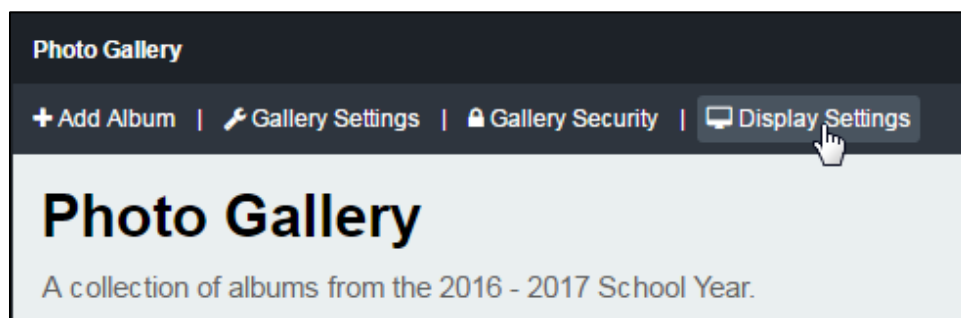 Photo Gallery
Add Album | Gallery Settings | Gallery Security | Display Settings
Photo Gallery
A collection of albums from the 2016 - 2017 School Year.